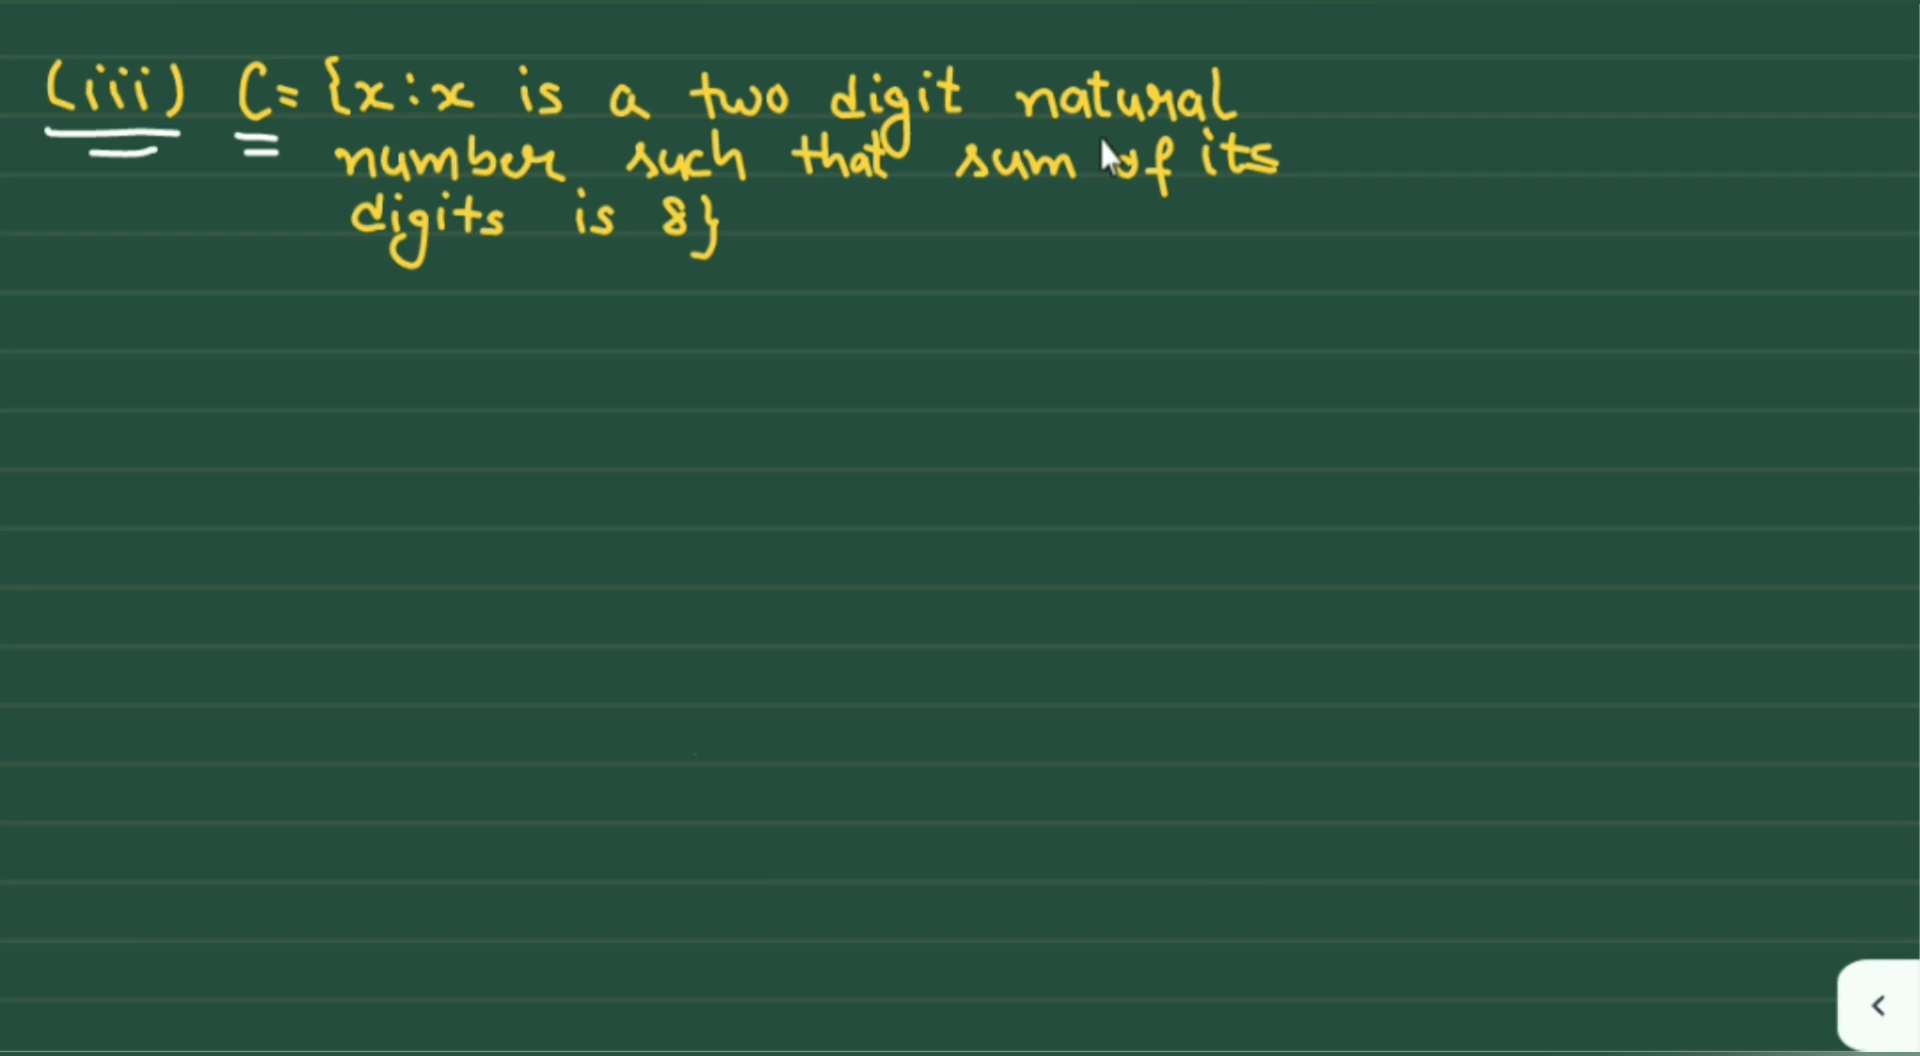 (iii) C= {x:x is a two digit natural
number such that sum of its
digits is 8}